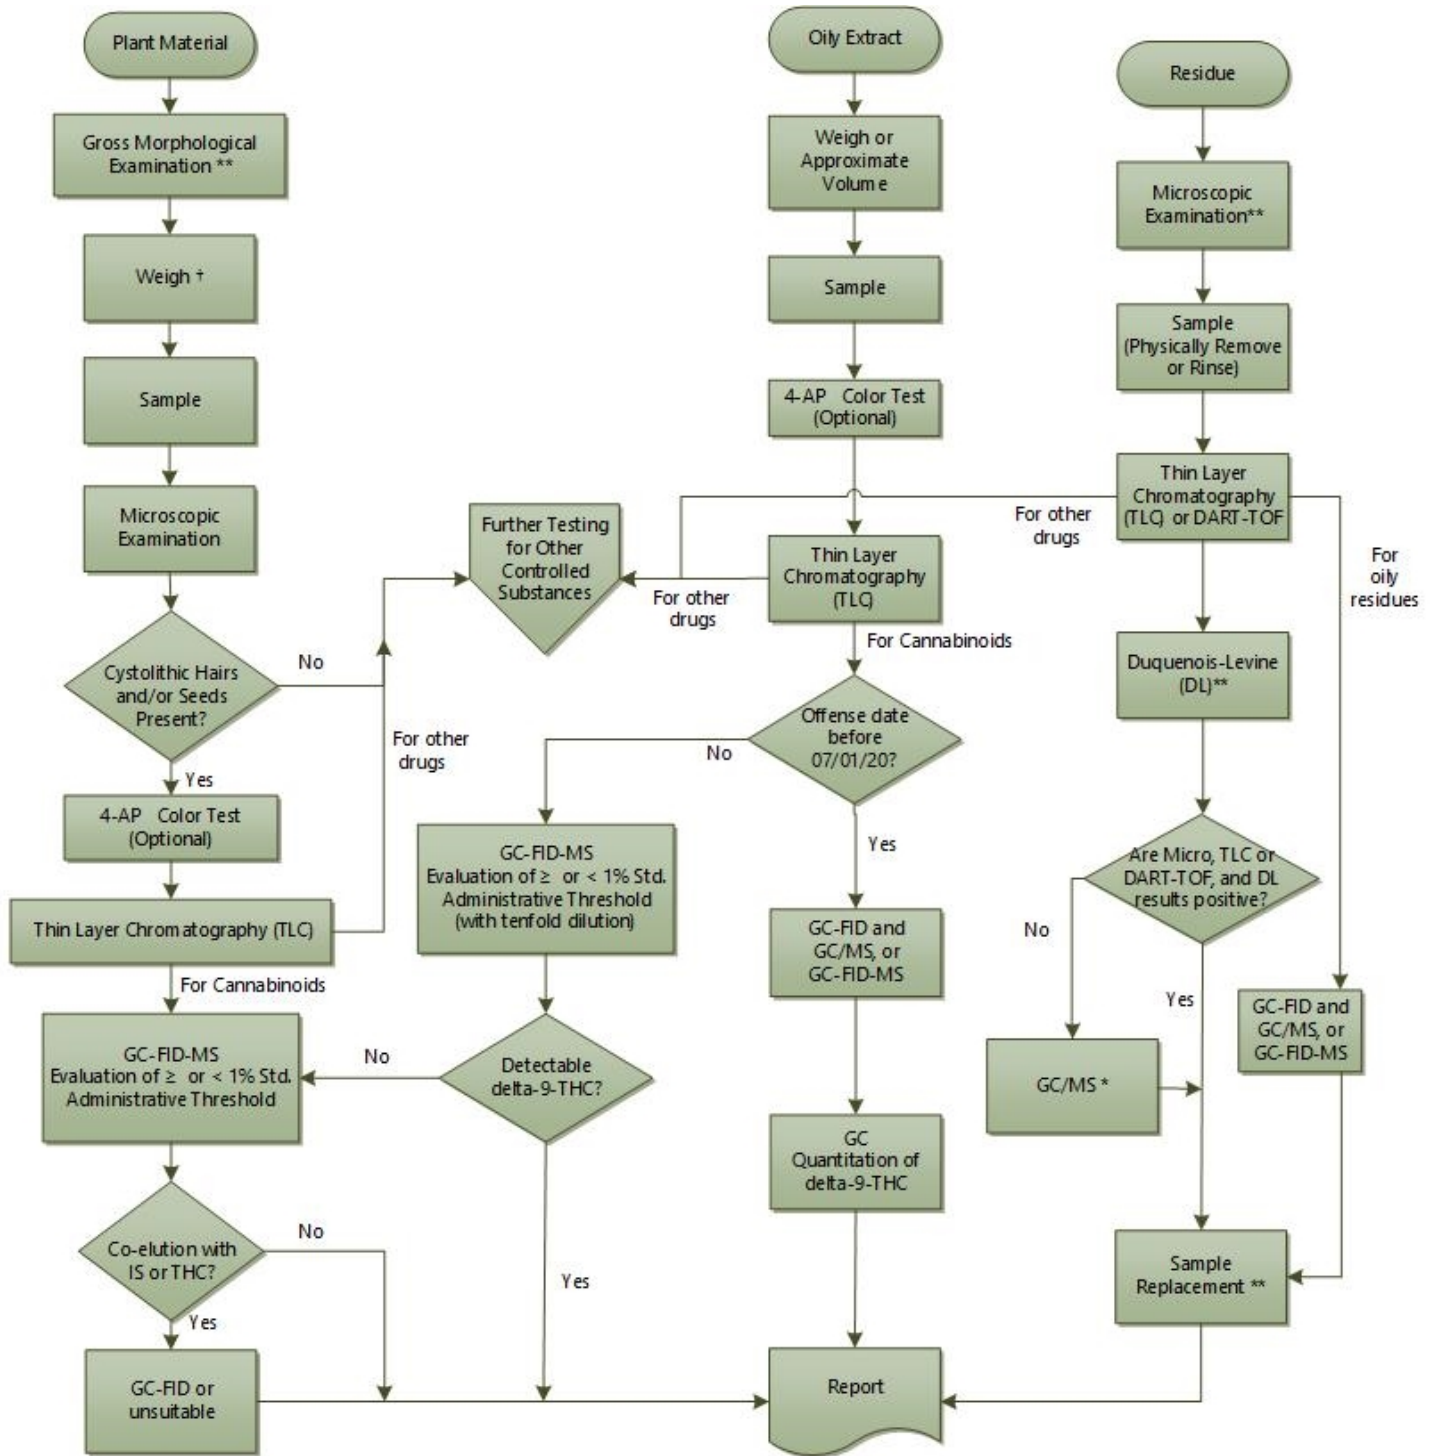 Plant Material
Gross Morphological
Examination **
Weigh †
Sample
Microscopic
Examination
Cystolithic Hairs
and/or Seeds
Present?
No
Yes
4-AP Color Test
(Optional)
Thin Layer Chromatography (TLC)
For other
drugs
For Cannabinoids
GC-FID-MS
Evaluation of ≥ or < 1% Std.
Administrative Threshold
Co-elution with
IS or THC?
No
Yes
GC-FID or
unsuitable
Further Testing
for Other
Controlled
Substances
Oily Extract
Weigh or
Approximate
Volume
Sample
4-AP Color Test
(Optional)
Thin Layer
Chromatography
(TLC)
For other
drugs
For Cannabinoids
Offense date
before
07/01/20?
No
Yes
GC-FID-MS
Evaluation of ≥ or < 1% Std.
Administrative Threshold
(with tenfold dilution)
Detectable
delta-9-THC?
No
Yes
GC-FID and
GC/MS, or
GC-FID-MS
GC
Quantitation of
delta-9-THC
Report
Residue
Microscopic
Examination**
Sample
(Physically Remove
or Rinse)
Thin Layer
Chromatography
(TLC) or DART-TOF
For other
drugs
For
oily
residues
Duquenois-Levine
(DL)**
Are Micro, TLC or
DART-TOF, and DL
results positive?
No
Yes
GC/MS *
GC-FID and
GC/MS, or
GC-FID-MS
Sample
Replacement **